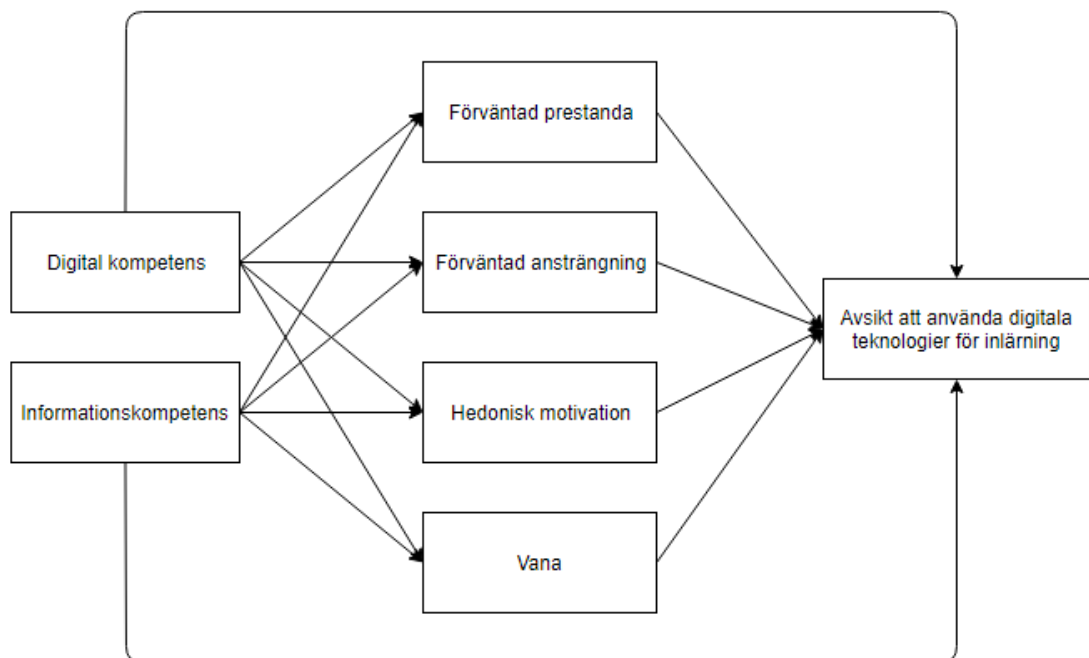 Förväntad prestanda
Digital kompetens
Förväntad ansträngning
Avsikt att använda digitala
teknologier för inlärning
Informationskompetens
Hedonisk motivation
Vana